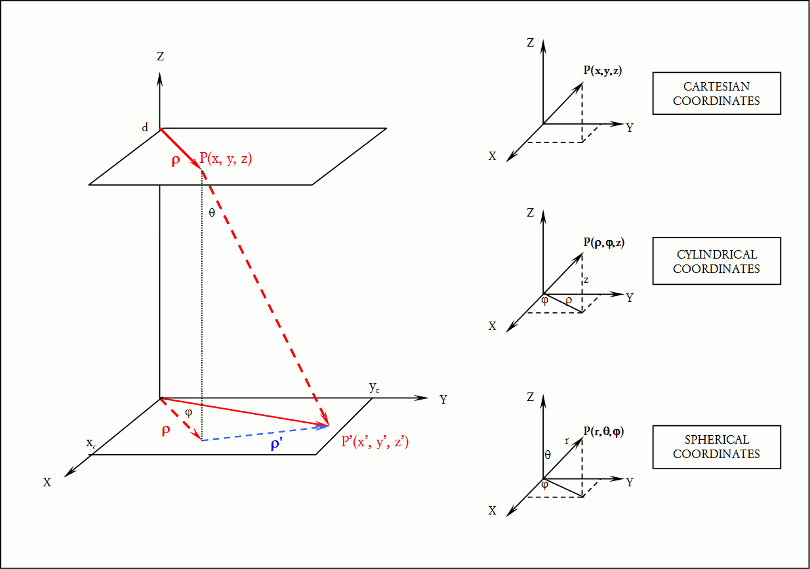 Z
d
ρ
P(x, y, z)
θ
y꜀
Y
φ
ρ
ρ'
x꜀
P'(x', y', z')
X
Z
P(x,y,z)
Y
X
CARTESIAN
COORDINATES
Z
P(ρ,φ,z)
z
φ
ρ
Y
X
CYLINDRICAL
COORDINATES
Z
P(r,θ,φ)
r
θ
φ
Y
X
SPHERICAL
COORDINATES